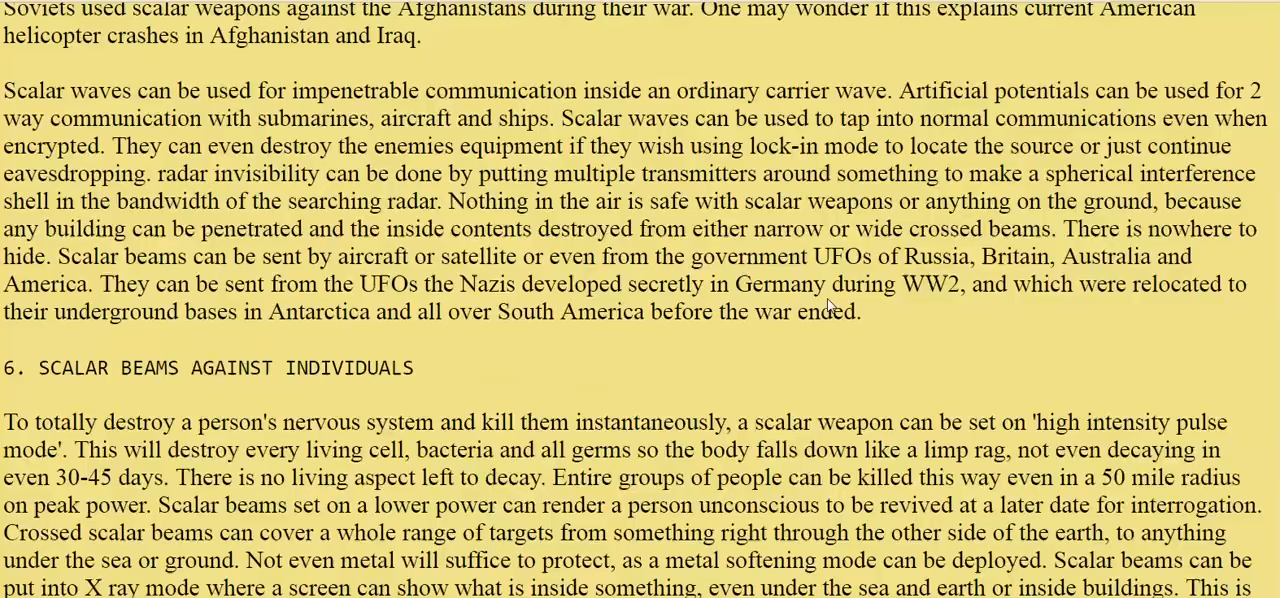 Soviets used scalar weapons against the Afghanistans during their war. One may wonder if this explains current American
helicopter crashes in Afghanistan and Iraq.
Scalar waves can be used for impenetrable communication inside an ordinary carrier wave. Artificial potentials can be used for 2
way communication with submarines, aircraft and ships. Scalar waves can be used to tap into normal communications even when
encrypted. They can even destroy the enemies equipment if they wish using lock-in mode to locate the source or just continue
eavesdropping. radar invisibility can be done by putting multiple transmitters around something to make a spherical interference
shell in the bandwidth of the searching radar. Nothing in the air is safe with scalar weapons or anything on the ground, because
any building can be penetrated and the inside contents destroyed from either narrow or wide crossed beams. There is nowhere to
hide. Scalar beams can be sent by aircraft or satellite or even from the government UFOs of Russia, Britain, Australia and
America. They can be sent from the UFOs the Nazis developed secretly in Germany during WW2, and which were relocated to
their underground bases in Antarctica and all over South America before the war ended.
6. SCALAR BEAMS AGAINST INDIVIDUALS
To totally destroy a person's nervous system and kill them instantaneously, a scalar weapon can be set on 'high intensity pulse
mode'. This will destroy every living cell, bacteria and all germs so the body falls down like a limp rag, not even decaying in
even 30-45 days. There is no living aspect left to decay. Entire groups of people can be killed this way even in a 50 mile radius
on peak power. Scalar beams set on a lower power can render a person unconscious to be revived at a later date for interrogation.
Crossed scalar beams can cover a whole range of targets from something right through the other side of the earth, to anything
under the sea or ground. Not even metal will suffice to protect, as a metal softening mode can be deployed. Scalar beams can be
put into X ray mode where a screen can show what is inside something, even under the sea and earth or inside buildings. This is